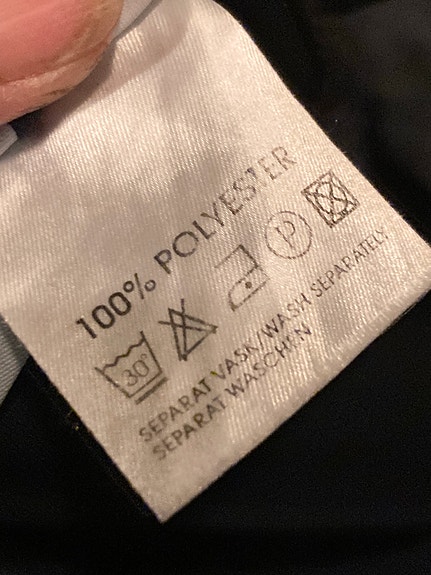 100% POLYESTER
30° P
SEPARAT VASK/WASH SEPARATELY
SEPARAT WASCHEN